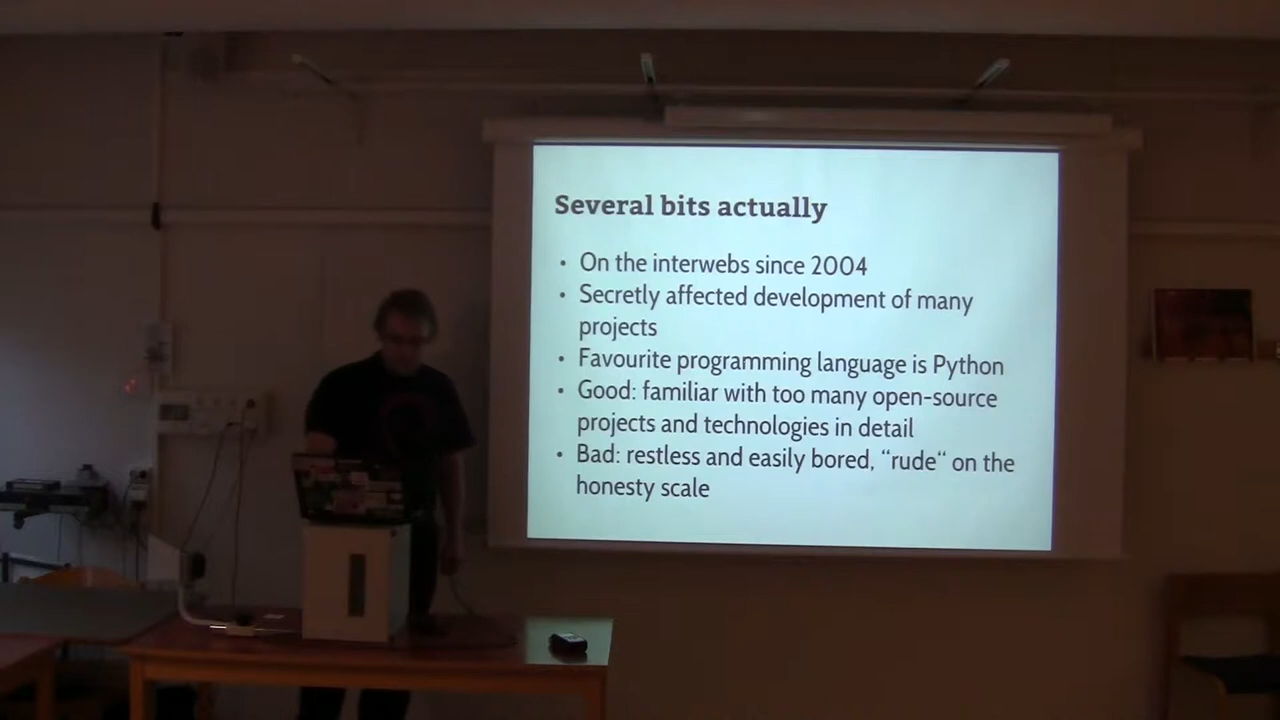 Several bits actually
• On the interwebs since 2004
• Secretly affected development of many
projects
• Favourite programming language is Python
• Good: familiar with too many open-source
projects and technologies in detail
• Bad: restless and easily bored, “rude“ on the
honesty scale